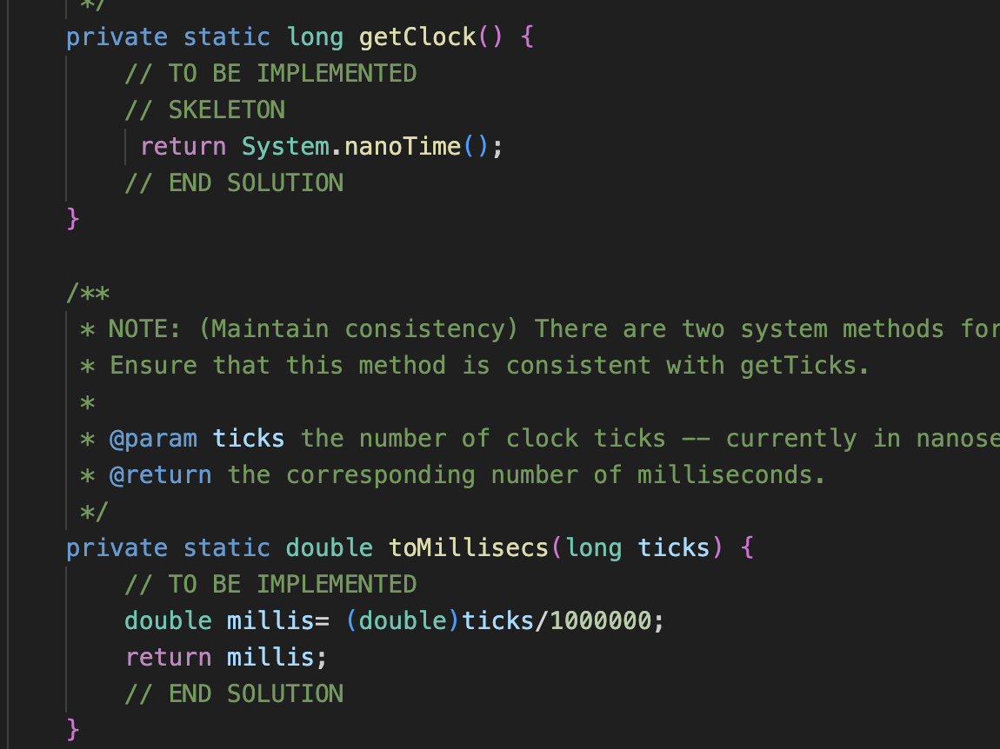 */
private static long getClock() {
// TO BE IMPLEMENTED
// SKELETON
return System.nanoTime();
// END SOLUTION
}
/**
* NOTE: (Maintain consistency) There are two system methods for
* Ensure that this method is consistent with getTicks.
*
* @param ticks the number of clock ticks -- currently in nanose
* @return the corresponding number of milliseconds.
*/
private static double toMillisecs(long ticks) {
// TO BE IMPLEMENTED
double millis= (double)ticks/1000000;
return millis;
// END SOLUTION
}